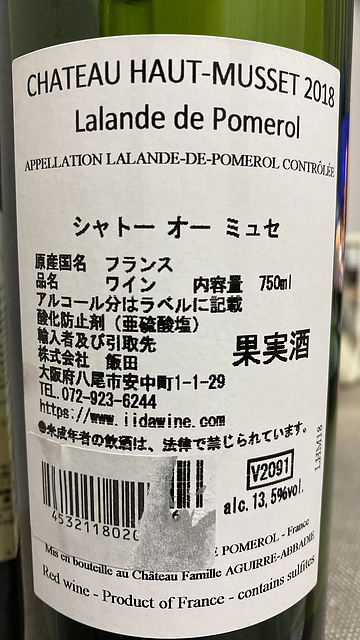 CHATEAU HAUT-MUSSET 2018
Lalande de Pomerol
APPELLATION LALANDE-DE-POMEROL CONTRÔLÉE
シャトー オー ミュセ
原産国名 フランス
品名 ワイン 内容量 750ml
アルコール分はラベルに記載
酸化防止剤（亜硫酸塩）
輸入者及び引取先 果実酒
株式会社 飯田
大阪府八尾市安中町1-1-29
TEL.072-923-6244
https://www.iidawine.com
●未成年者の飲酒は、法律で禁じられています。
LHM18
V2091
alc.13,5%vol.
4532118020
E POMEROL - France
Mis en bouteille au Château Famille AGUIRRE-ABBADIE
Red wine - Product of France - contains sulfites